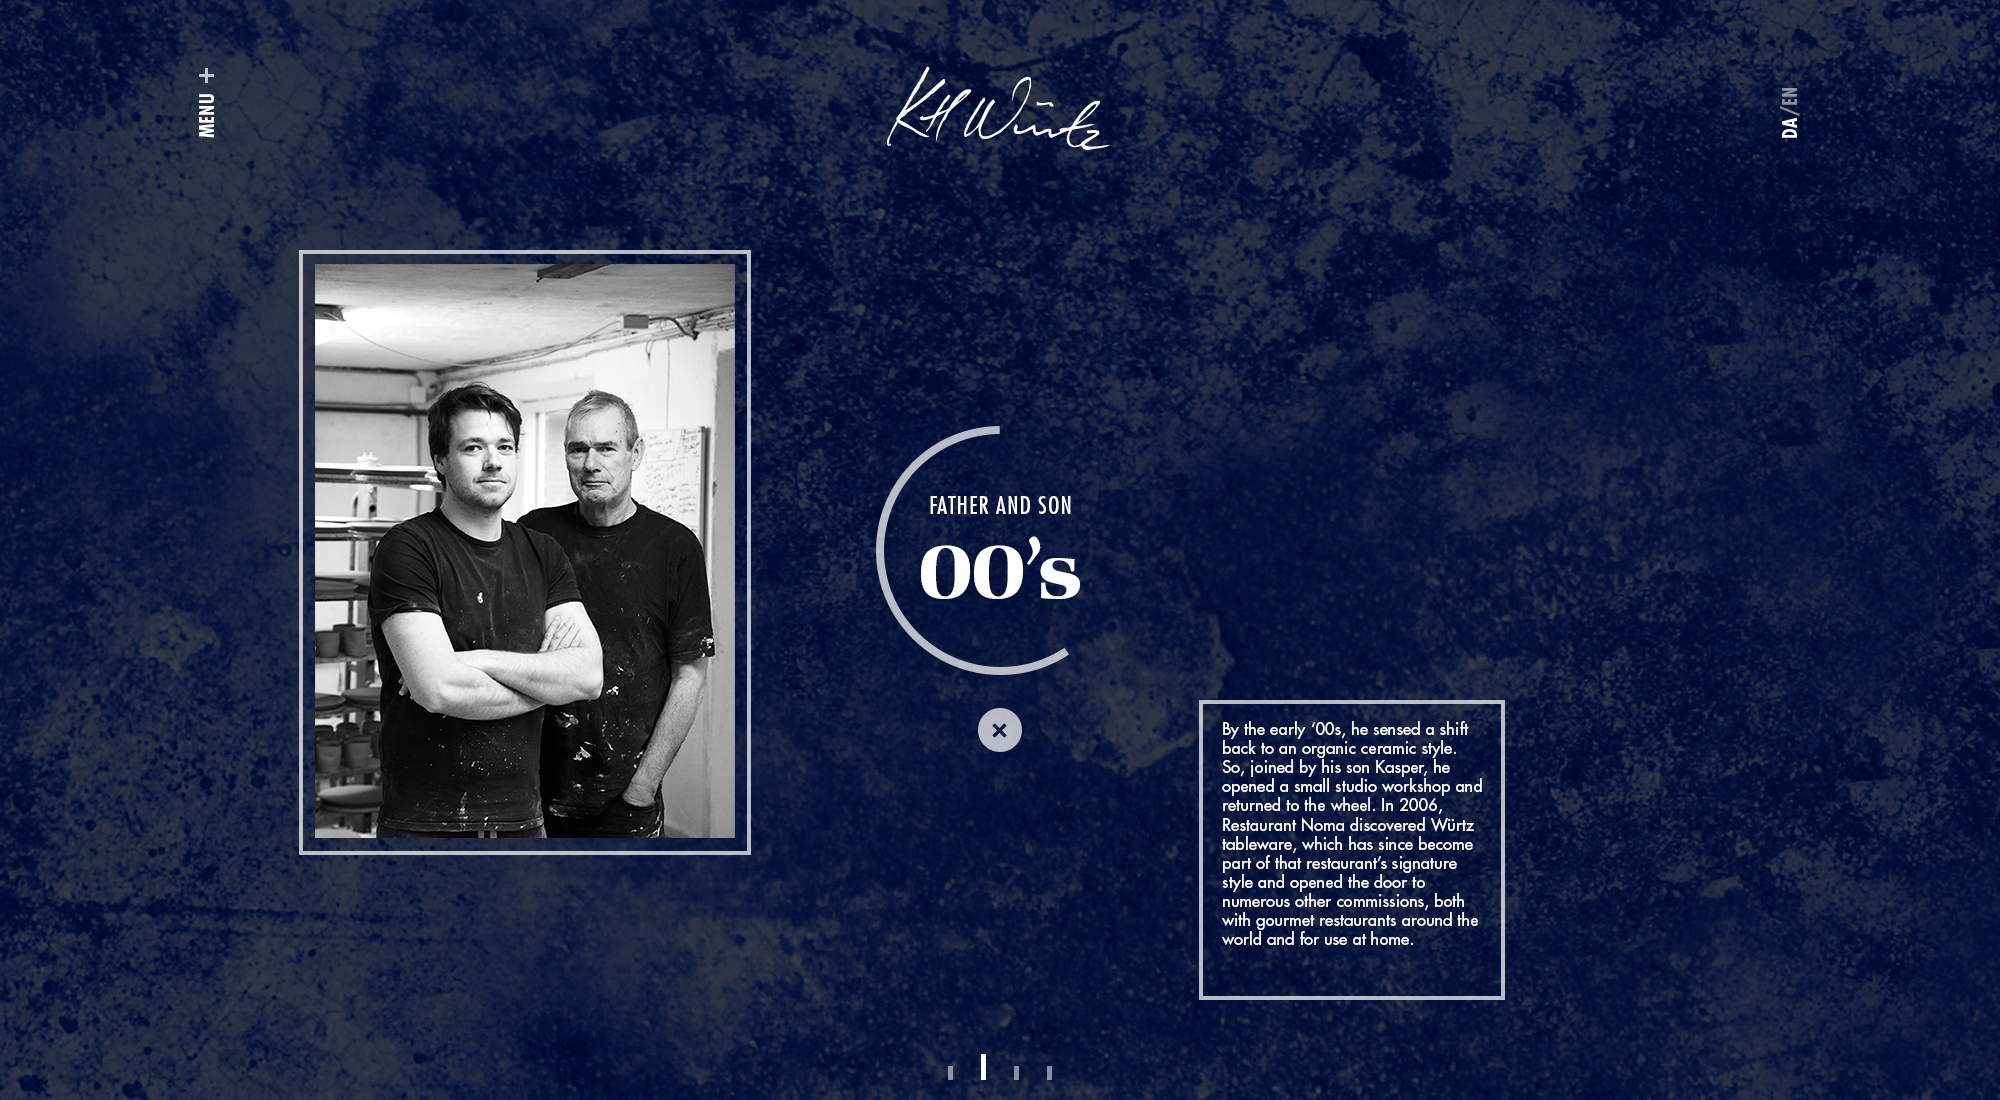 MENU +
KH Würtz
DA/EN
FATHER AND SON
00’s
By the early ‘00s, he sensed a shift
back to an organic ceramic style.
So, joined by his son Kasper, he
opened a small studio workshop and
returned to the wheel. In 2006,
Restaurant Noma discovered Würtz
tableware, which has since become
part of that restaurant’s signature
style and opened the door to
numerous other commissions, both
with gourmet restaurants around the
world and for use at home.